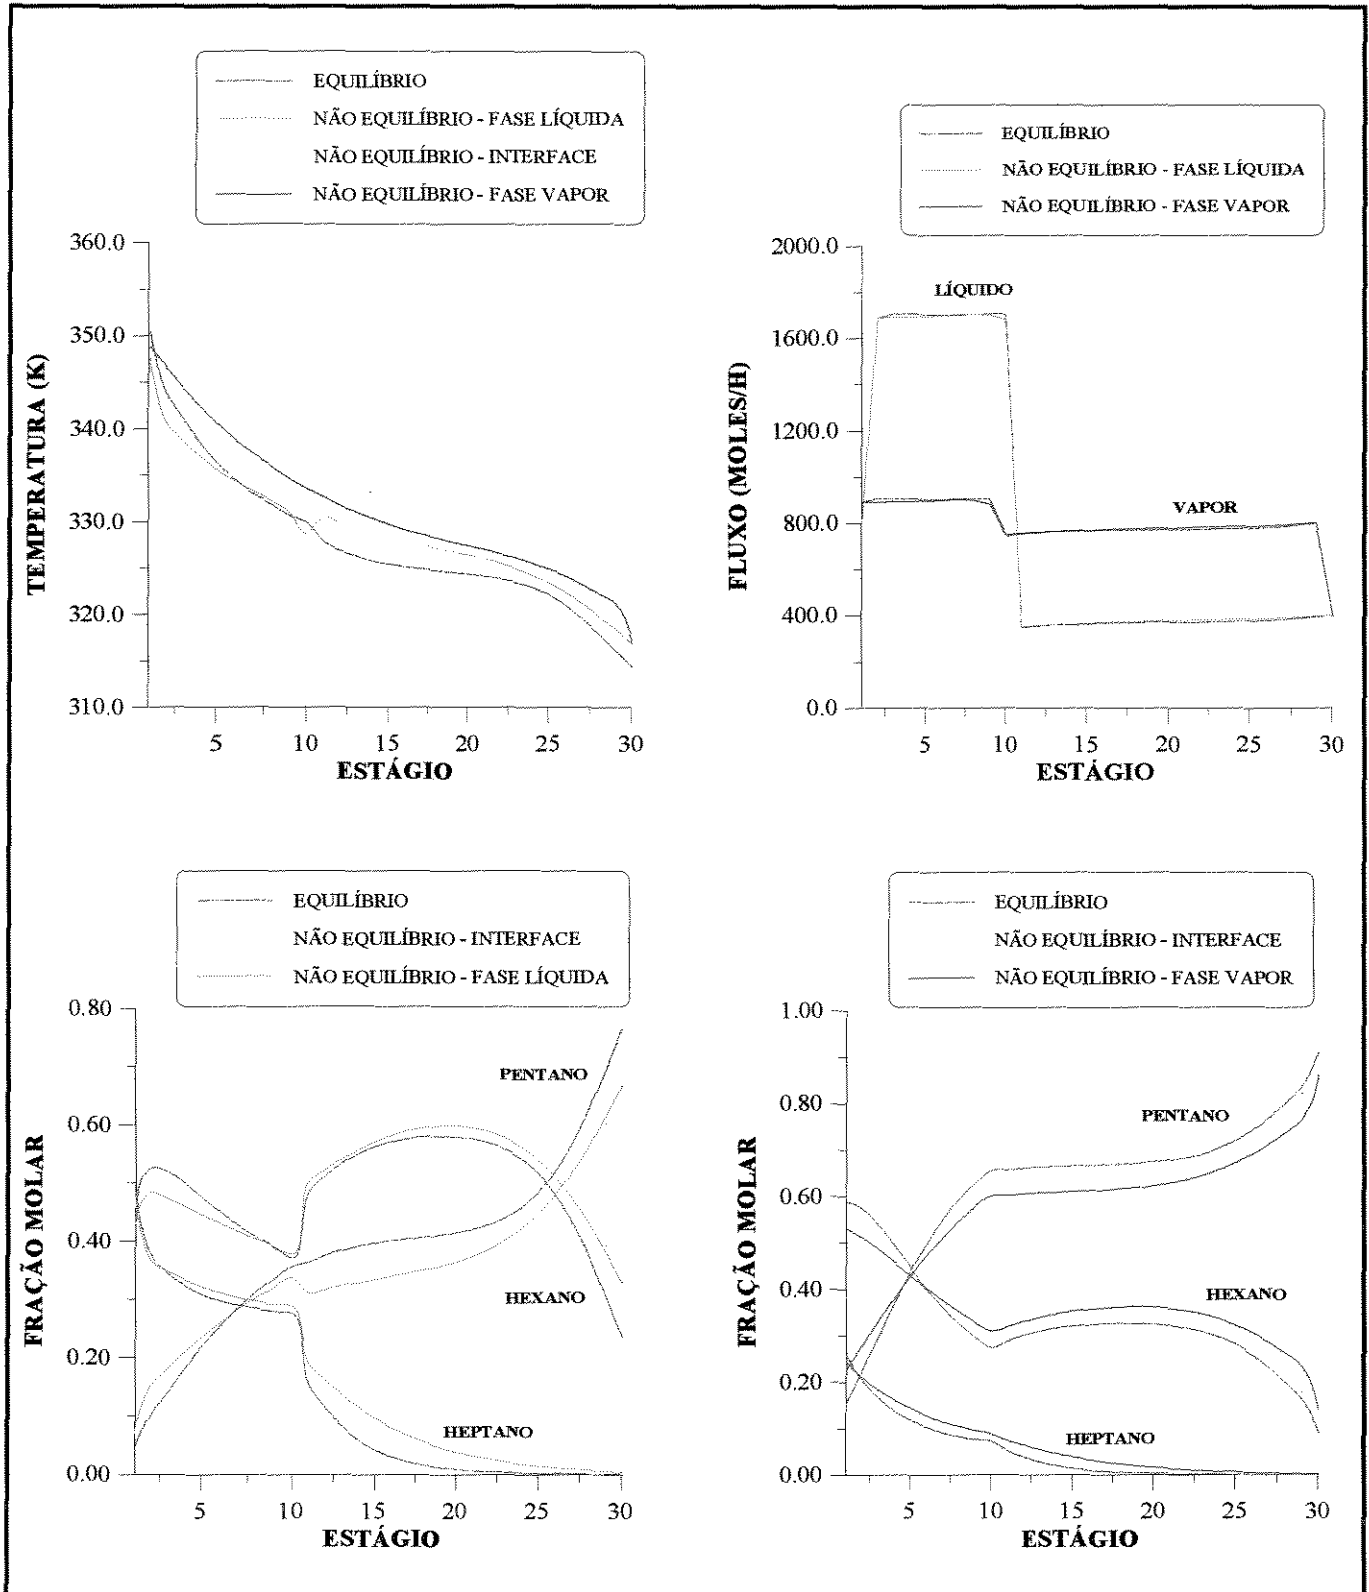 EQUILÍBRIO
NÃO EQUILÍBRIO - FASE LÍQUIDA
NÃO EQUILÍBRIO - INTERFACE
NÃO EQUILÍBRIO - FASE VAPOR
360.0
350.0
340.0
330.0
320.0
310.0
TEMPERATURA (K)
5 10 15 20 25 30
ESTÁGIO
EQUILÍBRIO
NÃO EQUILÍBRIO - FASE LÍQUIDA
NÃO EQUILÍBRIO - FASE VAPOR
2000.0
1600.0
1200.0
800.0
400.0
0.0
FLUXO (MOLES/H)
LÍQUIDO
VAPOR
5 10 15 20 25 30
ESTÁGIO
EQUILÍBRIO
NÃO EQUILÍBRIO - INTERFACE
NÃO EQUILÍBRIO - FASE LÍQUIDA
0.80
0.60
0.40
0.20
0.00
FRAÇÃO MOLAR
PENTANO
HEXANO
HEPTANO
5 10 15 20 25 30
ESTÁGIO
EQUILÍBRIO
NÃO EQUILÍBRIO - INTERFACE
NÃO EQUILÍBRIO - FASE VAPOR
1.00
0.80
0.60
0.40
0.20
0.00
FRAÇÃO MOLAR
PENTANO
HEXANO
HEPTANO
5 10 15 20 25 30
ESTÁGIO